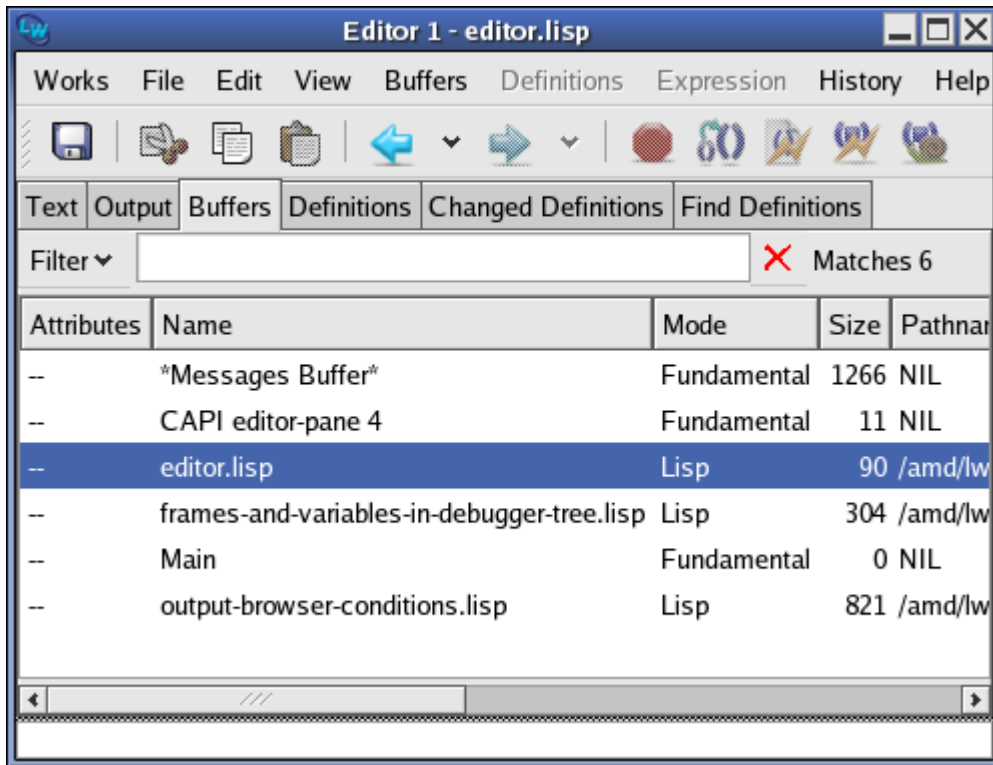 LW Editor 1 - editor.lisp
Works File Edit View Buffers Definitions Expression History Help
Text Output Buffers Definitions Changed Definitions Find Definitions
Filter Matches 6
Attributes Name Mode Size Pathnar
-- *Messages Buffer* Fundamental 1266 NIL
-- CAPI editor-pane 4 Fundamental 11 NIL
-- editor.lisp Lisp 90 /amd/lw
-- frames-and-variables-in-debugger-tree.lisp Lisp 304 /amd/lw
-- Main Fundamental 0 NIL
-- output-browser-conditions.lisp Lisp 821 /amd/lw